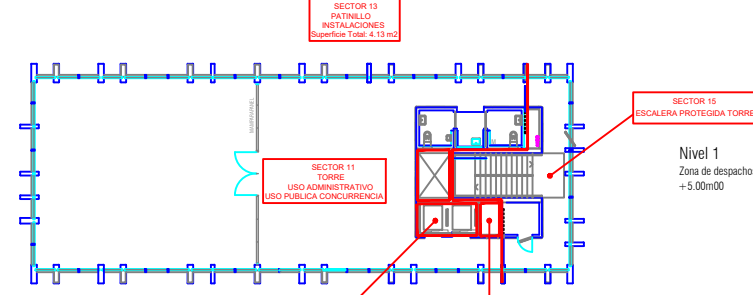 SECTOR 13
PATINILLO
INSTALACIONES
Superficie Total: 4.13 m2
SECTOR 15
ESCALERA PROTEGIDA TORRE
SECTOR 11
TORRE
USO ADMINISTRATIVO
USO PUBLICA CONCURRENCIA
Nivel 1
Zona de despacho
+5.00m00